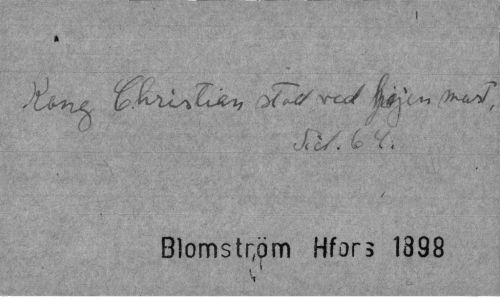 Kong Christian stod ved højen mast,
Sid. 64.
Blomström Hfors 1898